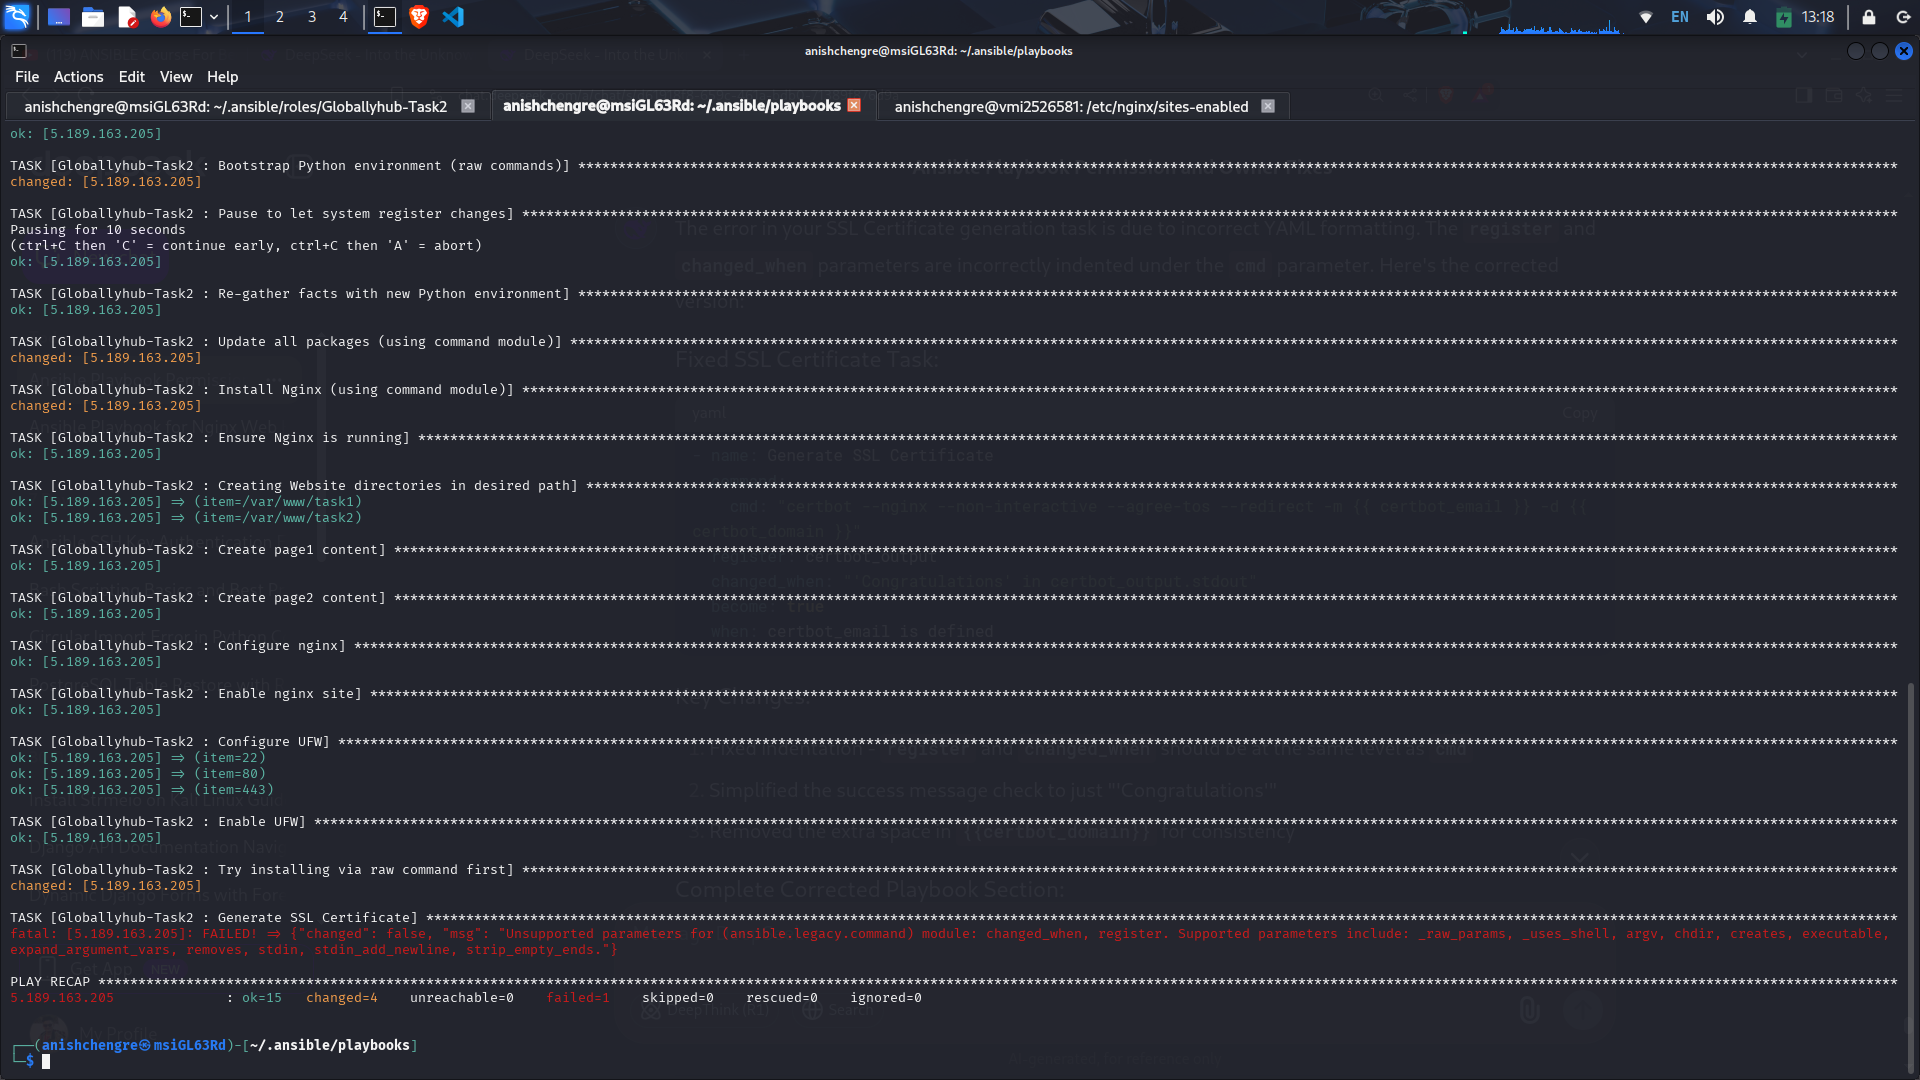 1 2 3 4 EN 13:18
anishchengre@msiGL63Rd: ~/.ansible/playbooks
File Actions Edit View Help
anishchengre@msiGL63Rd: ~/.ansible/roles/Globallyhub-Task2 anishchengre@msiGL63Rd: ~/.ansible/playbooks anishchengre@vmi2526581: /etc/nginx/sites-enabled
ok: [5.189.163.205]
TASK [Globallyhub-Task2 : Bootstrap Python environment (raw commands)] ****
changed: [5.189.163.205]
TASK [Globallyhub-Task2 : Pause to let system register changes] ****
Pausing for 10 seconds
(ctrl+C then 'C' = continue early, ctrl+C then 'A' = abort)
ok: [5.189.163.205]
TASK [Globallyhub-Task2 : Re-gather facts with new Python environment] ****
ok: [5.189.163.205]
TASK [Globallyhub-Task2 : Update all packages (using command module)] ****
changed: [5.189.163.205]
TASK [Globallyhub-Task2 : Install Nginx (using command module)] ****
changed: [5.189.163.205]
TASK [Globallyhub-Task2 : Ensure Nginx is running] ****
ok: [5.189.163.205]
TASK [Globallyhub-Task2 : Creating Website directories in desired path] ****
ok: [5.189.163.205] => (item=/var/www/task1)
ok: [5.189.163.205] => (item=/var/www/task2)
TASK [Globallyhub-Task2 : Create page1 content] ****
ok: [5.189.163.205]
TASK [Globallyhub-Task2 : Create page2 content] ****
ok: [5.189.163.205]
TASK [Globallyhub-Task2 : Configure nginx] ****
ok: [5.189.163.205]
TASK [Globallyhub-Task2 : Enable nginx site] ****
ok: [5.189.163.205]
TASK [Globallyhub-Task2 : Configure UFW] ****
ok: [5.189.163.205] => (item=22)
ok: [5.189.163.205] => (item=80)
ok: [5.189.163.205] => (item=443)
TASK [Globallyhub-Task2 : Enable UFW] ****
ok: [5.189.163.205]
TASK [Globallyhub-Task2 : Try installing via raw command first] ****
changed: [5.189.163.205]
TASK [Globallyhub-Task2 : Generate SSL Certificate] ****
fatal: [5.189.163.205]: FAILED! => {"changed": false, "msg": "Unsupported parameters for (ansible.legacy.command) module: changed_when, register. Supported parameters include: _raw_params, _uses_shell, argv, chdir, creates, executable,
expand_argument_vars, removes, stdin, stdin_add_newline, strip_empty_ends."}
PLAY RECAP ****
5.189.163.205 : ok=15 changed=4 unreachable=0 failed=1 skipped=0 rescued=0 ignored=0
┌──(anishchengre㉿msiGL63Rd)-[~/.ansible/playbooks]
└─$